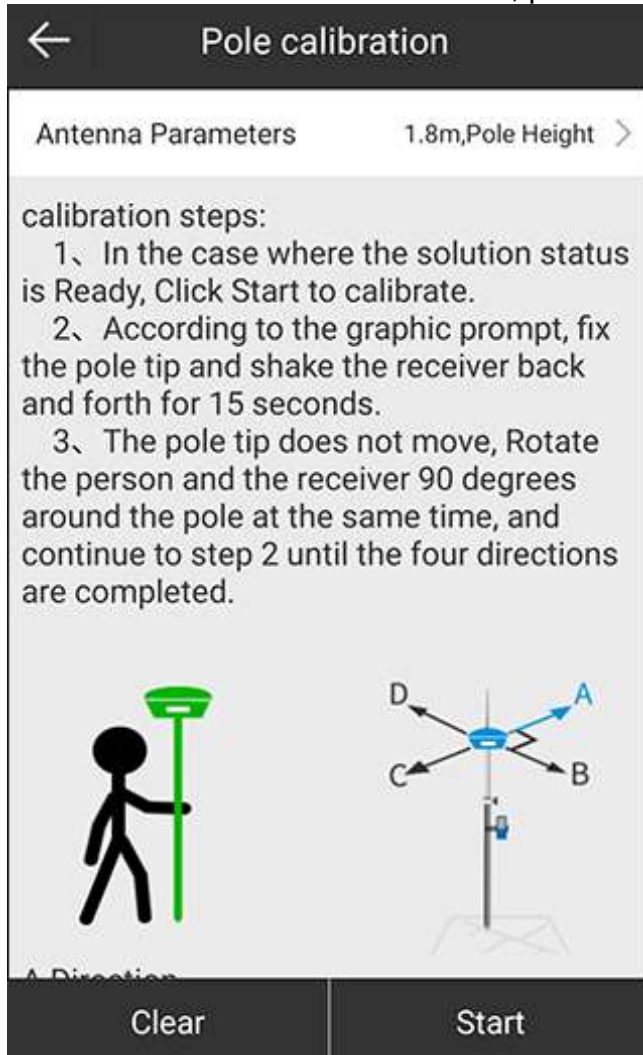 Pole calibration
Antenna Parameters 1.8m,Pole Height
calibration steps:
1、In the case where the solution status
is Ready, Click Start to calibrate.
2、According to the graphic prompt, fix
the pole tip and shake the receiver back
and forth for 15 seconds.
3、The pole tip does not move, Rotate
the person and the receiver 90 degrees
around the pole at the same time, and
continue to step 2 until the four directions
are completed.
D A
C B
A Direction
Clear Start